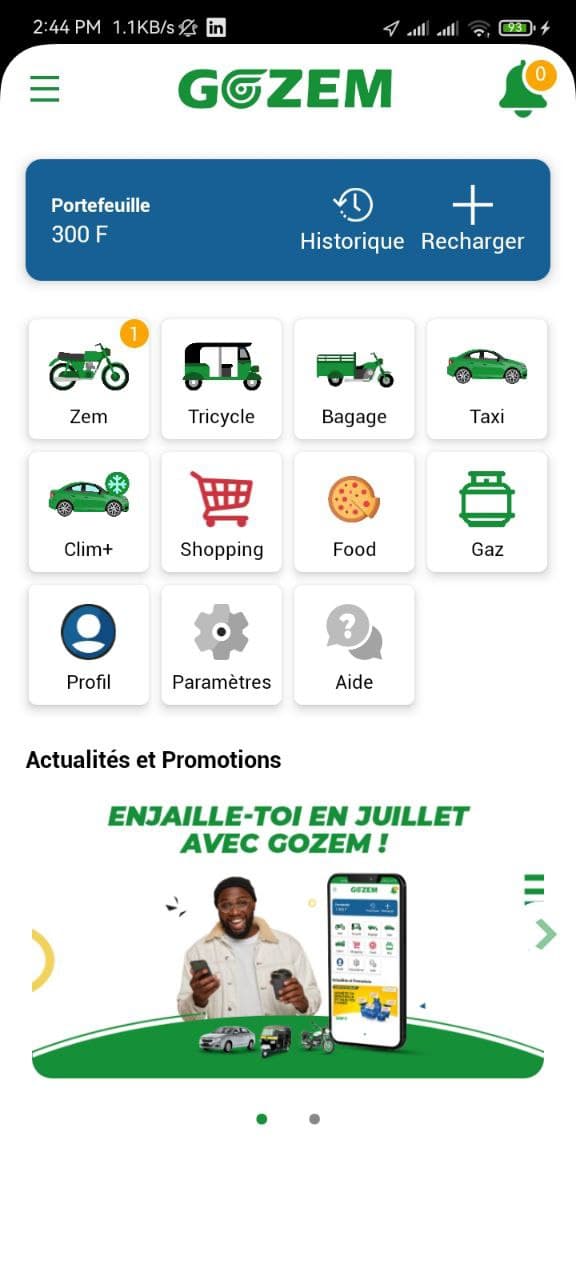 2:44 PM 1.1KB/s in 93
GOZEM
0
Portefeuille
300 F
Historique Recharger
1
Zem Tricycle Bagage Taxi
Clim+ Shopping Food Gaz
Profil Paramètres Aide
?
Actualités et Promotions
ENJAILLE-TOI EN JUILLET
AVEC GOZEM !
GOZEM